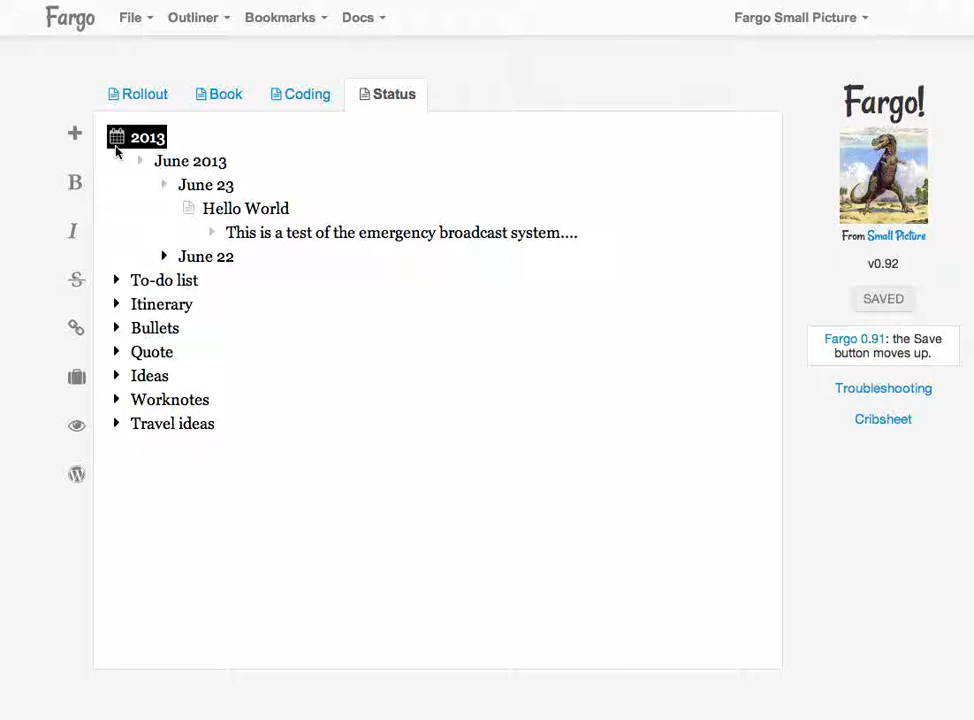 Fargo File Outliner Bookmarks Docs Fargo Small Picture
Rollout Book Coding Status
2013
June 2013
June 23
Hello World
This is a test of the emergency broadcast system....
June 22
To-do list
Itinerary
Bullets
Quote
Ideas
Worknotes
Travel ideas
B
I
S
Fargo!
From Small Picture
v0.92
SAVED
Fargo 0.91: the Save
button moves up.
Troubleshooting
Cribsheet